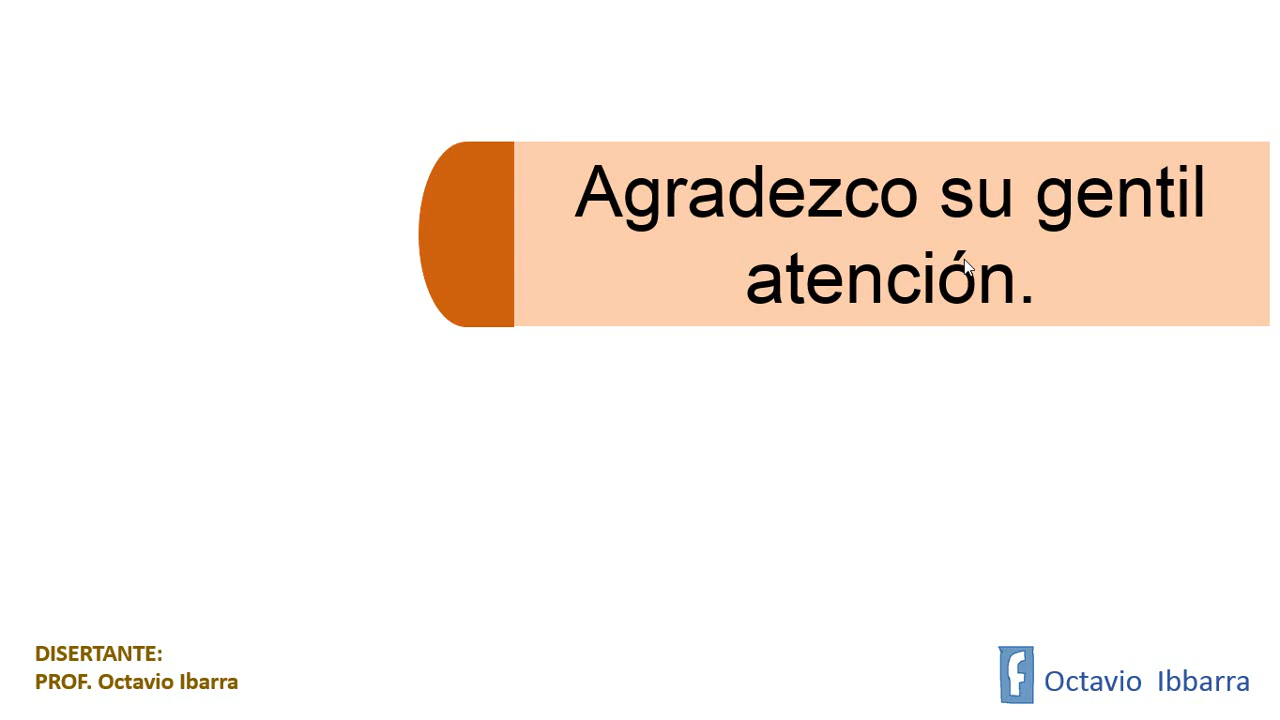 Agradezco su gentil
atención.
DISERTANTE:
PROF. Octavio Ibarra
f Octavio Ibbarra